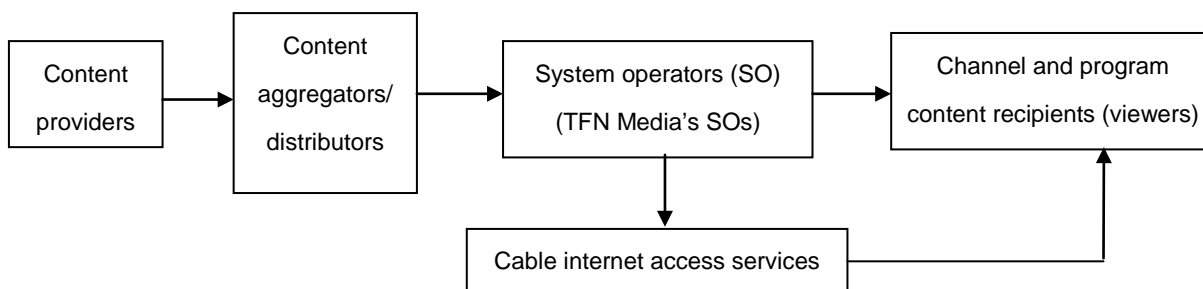 Content
providers
Content
aggregators/
distributors
System operators (SO)
(TFN Media's SOs)
Channel and program
content recipients (viewers)
Cable internet access services